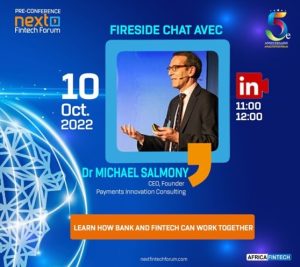 PRE-CONFERENCE
next
Fintech Forum
FIRESIDE CHAT AVEC
5e
10
Oct.
2022
in
11:00
12:00
Dr MICHAEL SALMONY
CEO, Founder
Payments Innovation Consulting
LEARN HOW BANK AND FINTECH CAN WORK TOGETHER
nextfintechforum.com
AFRICA FINTECH